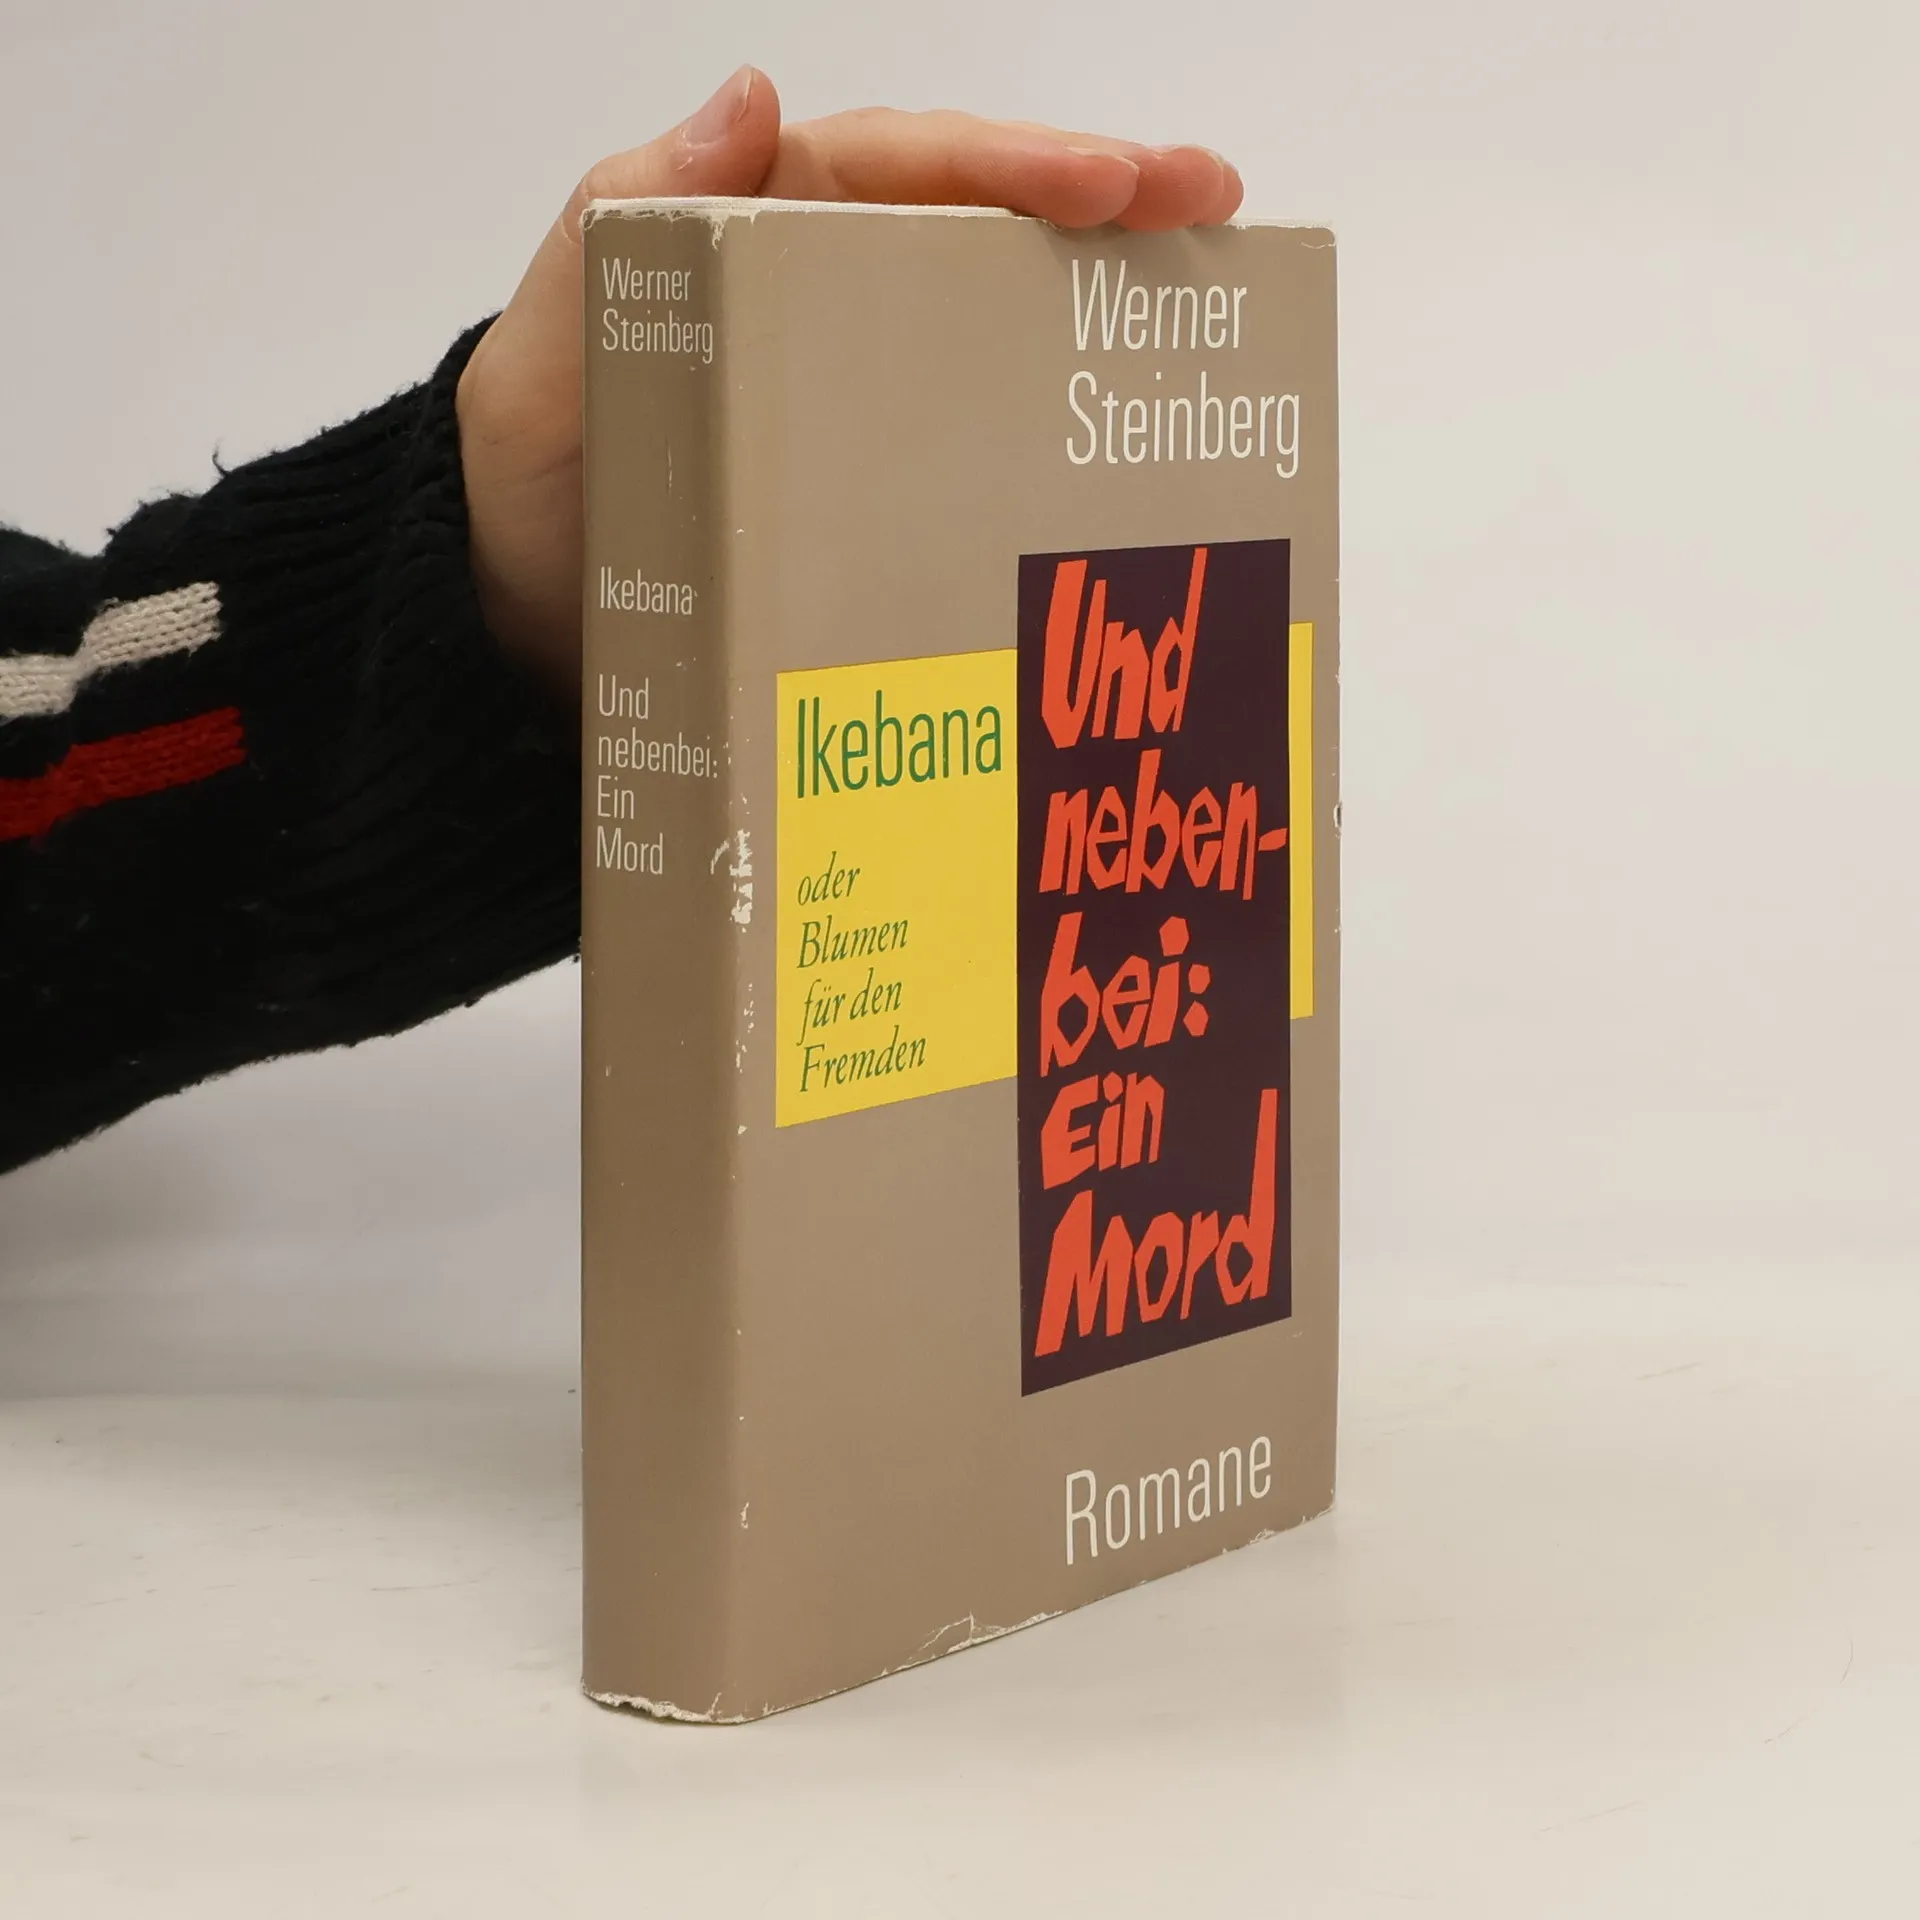 Werner
Steinberg
Ikebana
Und
nebenbei:
Ein
Mord
Werner
Steinberg
Ikebana
oder
Blumen
für den
Fremden
Und
neben-
bei:
Ein
Mord
Romane